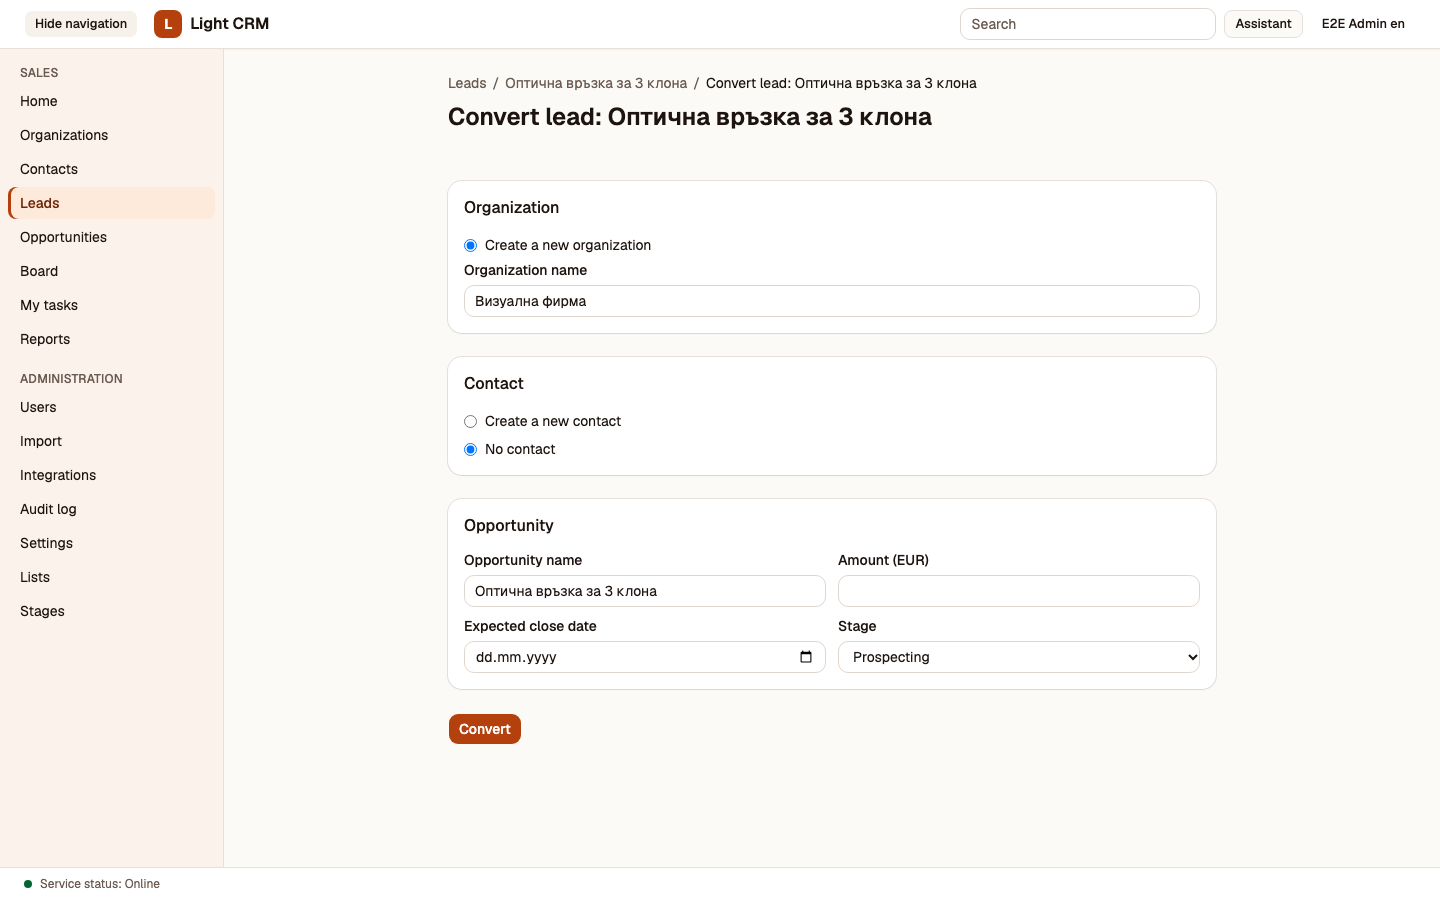 Hide navigation
L
Light CRM
Search
Assistant
E2E Admin en
SALES
Home
Organizations
Contacts
Leads
Opportunities
Board
My tasks
Reports
ADMINISTRATION
Users
Import
Integrations
Audit log
Settings
Lists
Stages
Leads / Оптична връзка за 3 клона / Convert lead: Оптична връзка за 3 клона
Convert lead: Оптична връзка за 3 клона
Organization
Create a new organization
Organization name
Визуална фирма
Contact
Create a new contact
No contact
Opportunity
Opportunity name
Amount (EUR)
Оптична връзка за 3 клона
Expected close date
Stage
dd.mm.yyyy
Prospecting
Convert
Service status: Online